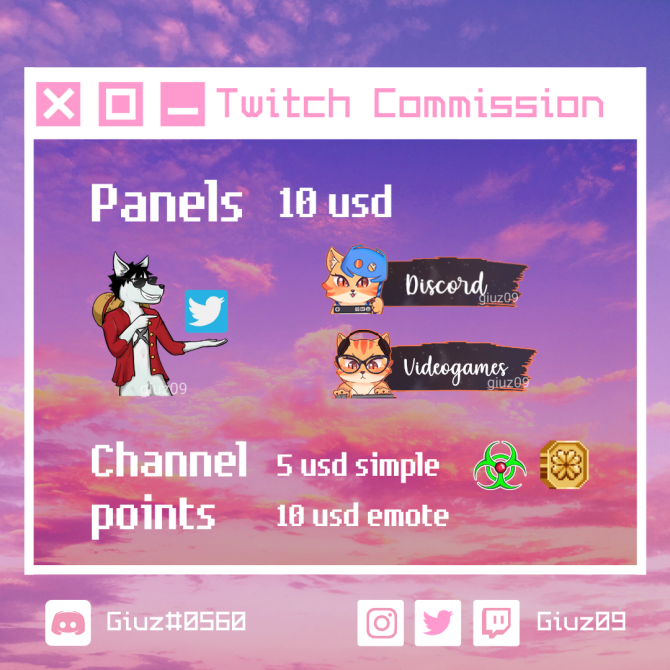 Twitch Commission
Panels 10 usd
Discord
giuz09
Videogames
giuz09
giuz09
Channel points
5 usd simple
10 usd emote
Giuz#0560
Giuz09